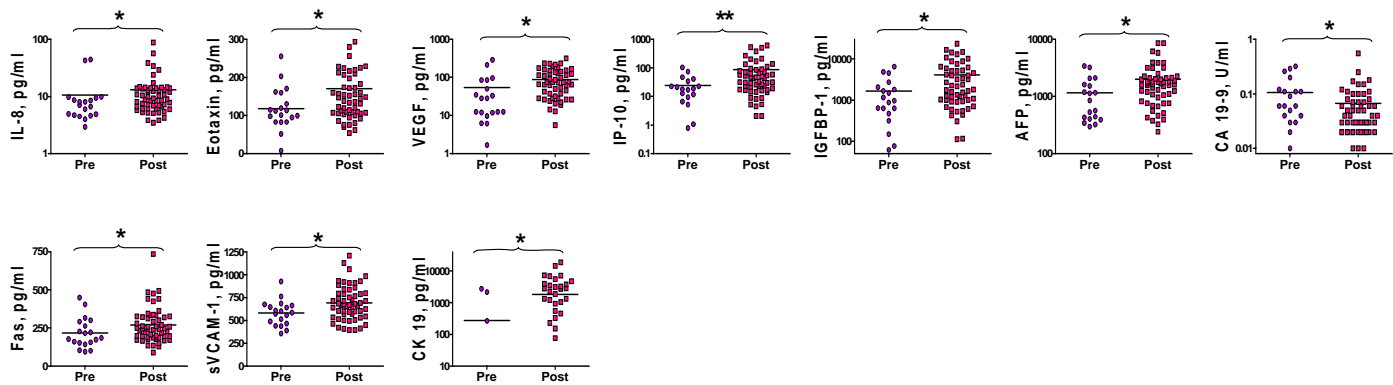 * * * ** * * *
IL-8, pg/ml
100
10
1
Pre Post
Eotaxin, pg/ml
300
200
100
0
Pre Post
VEGF, pg/ml
1000
100
10
1
Pre Post
IP-10, pg/ml
1000
100
10
1
0.1
Pre Post
IGFBP-1, pg/ml
10000
1000
100
Pre Post
AFP, pg/ml
10000
1000
100
Pre Post
CA 19-9, U/ml
1
0.1
0.01
Pre Post
* * *
Fas, pg/ml
750
500
250
0
Pre Post
sVCAM-1, pg/ml
1250
1000
750
500
250
0
Pre Post
CK 19, pg/ml
10000
1000
100
10
Pre Post